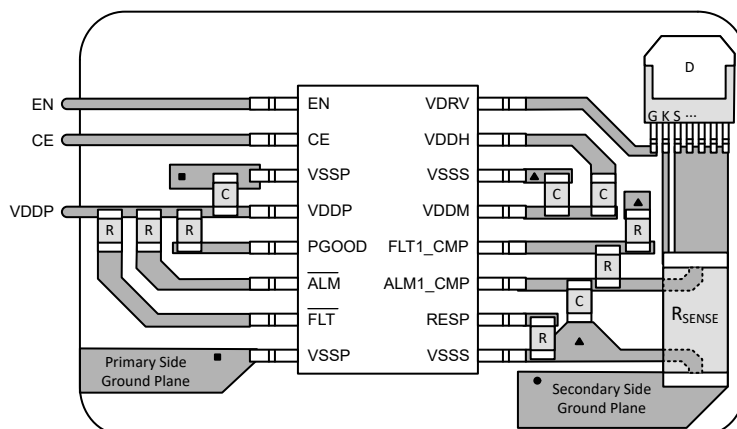 D
G K S ...
EN
EN
VDRV
CE
CE
VDDH
VSSP
VSSS
C
C
C
VDDP
VDDP
VDDM
R
R
R
R
PGOOD
FLT1_CMP
R
ALM
ALM1_CMP
C
FLT
RESP
R
RSENSE
VSSP
VSSS
Primary Side
Ground Plane
Secondary Side
Ground Plane